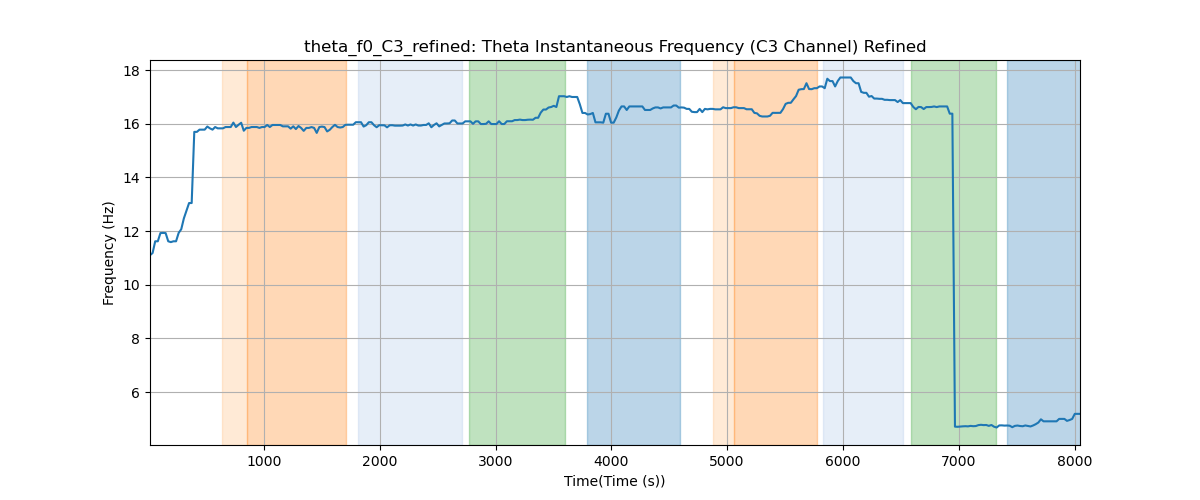 theta_f0_C3_refined: Theta Instantaneous Frequency (C3 Channel) Refined
Frequency (Hz)
18
16
14
12
10
8
6
1000 2000 3000 4000 5000 6000 7000 8000
Time(Time (s))